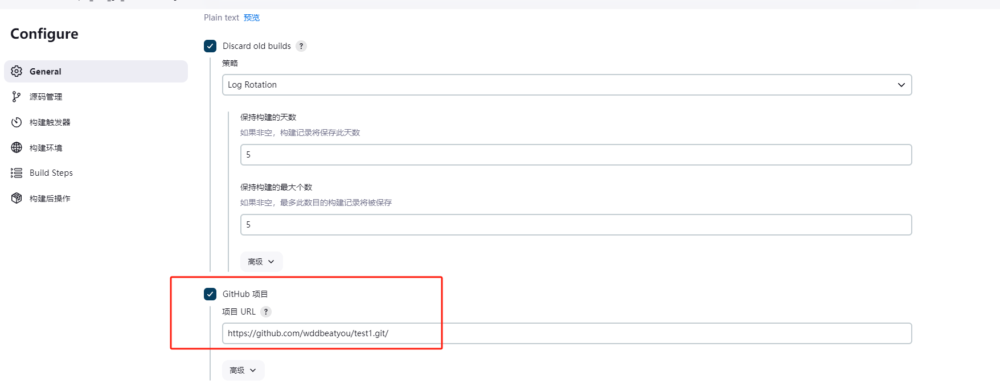 Plain text 预览
Configure
General
源码管理
构建触发器
构建环境
Build Steps
构建后操作
Discard old builds ?
策略
Log Rotation
保持构建的天数
如果非空，构建记录将保存此天数
5
保持构建的最大个数
如果非空，最多此数目的构建记录将被保存
5
高级
GitHub 项目
项目 URL ?
https://github.com/wddbeatyou/test1.git/
高级